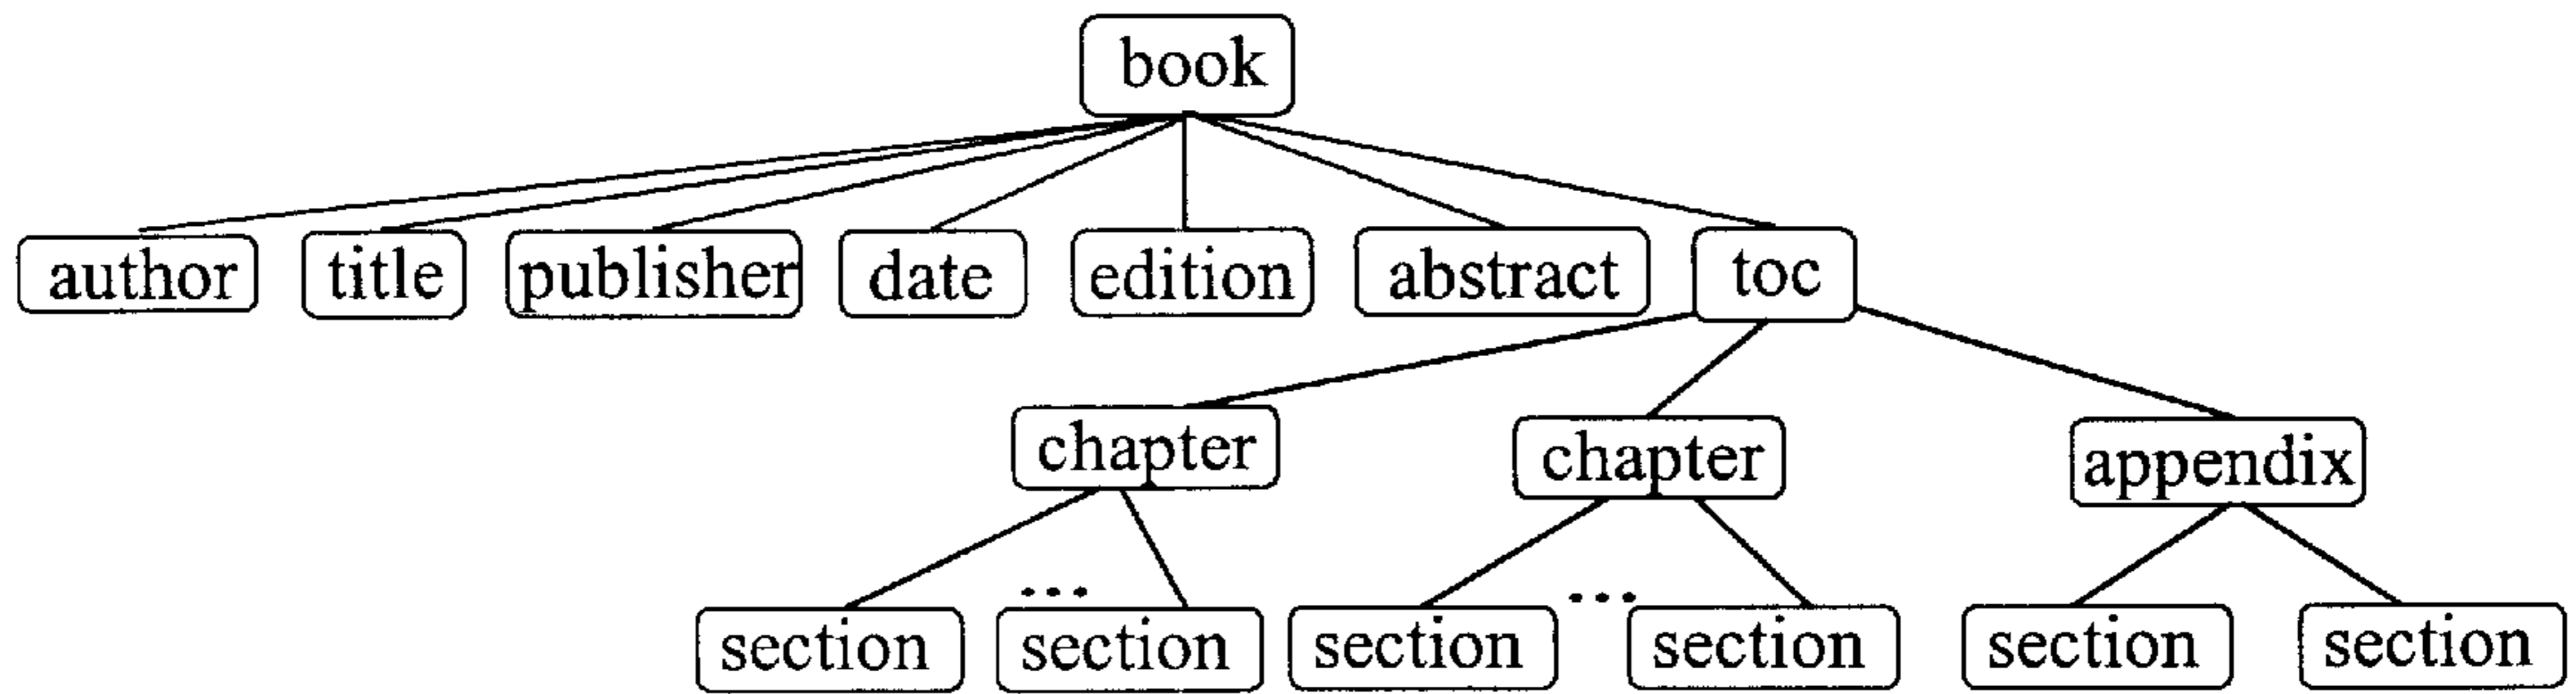 book
author title publisher date edition abstract toc
chapter chapter appendix
... ...
section section section section section section